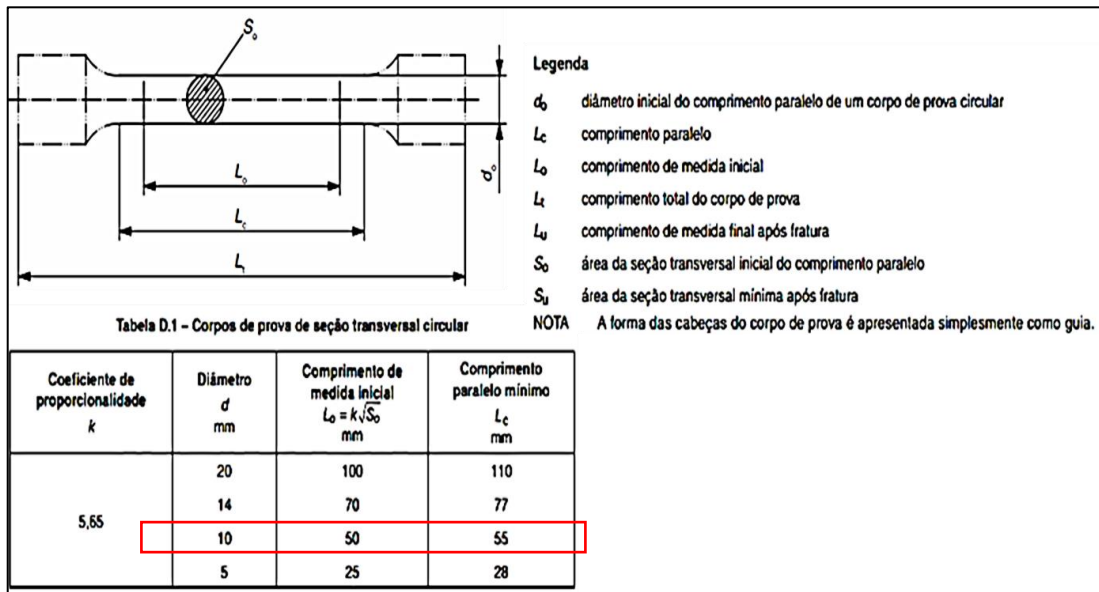 S₀
L₀
L꜀
Lₜ
d₀
Legenda
d₀ diâmetro inicial do comprimento paralelo de um corpo de prova circular
L꜀ comprimento paralelo
L₀ comprimento de medida inicial
Lₜ comprimento total do corpo de prova
Lᵤ comprimento de medida final após fratura
S₀ área da seção transversal inicial do comprimento paralelo
Sᵤ área da seção transversal mínima após fratura
NOTA A forma das cabeças do corpo de prova é apresentada simplesmente como guia.
Tabela D.1 – Corpos de prova de seção transversal circular
Coeficiente de
proporcionalidade
k
Diâmetro
d
mm
Comprimento de
medida inicial
L₀ = k√S₀
mm
Comprimento
paralelo mínimo
L꜀
mm
5,65
20 100 110
14 70 77
10 50 55
5 25 28